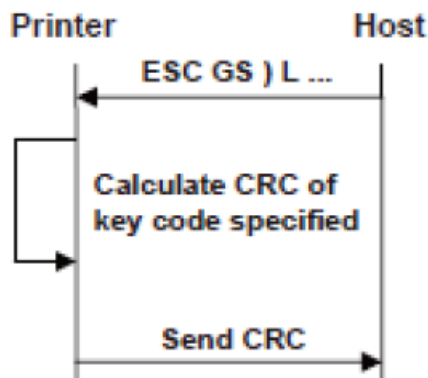 Printer Host
ESC GS ) L ...
Calculate CRC of
key code specified
Send CRC